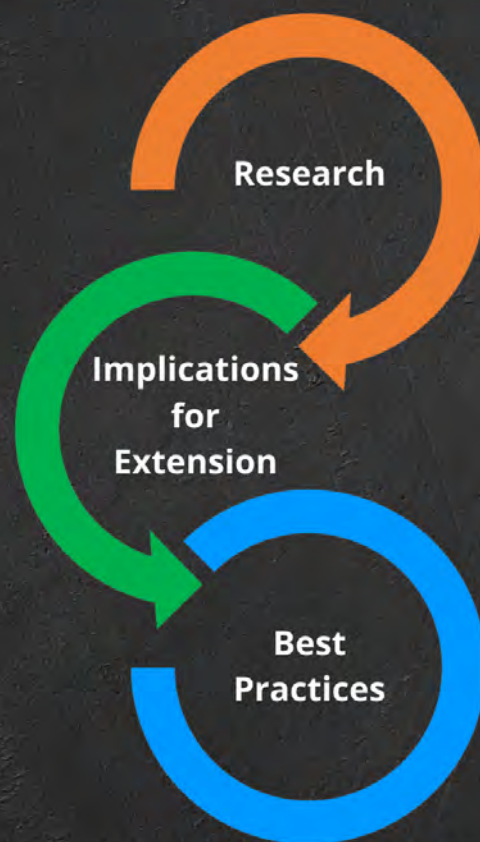 Research
Implications
for
Extension
Best
Practices